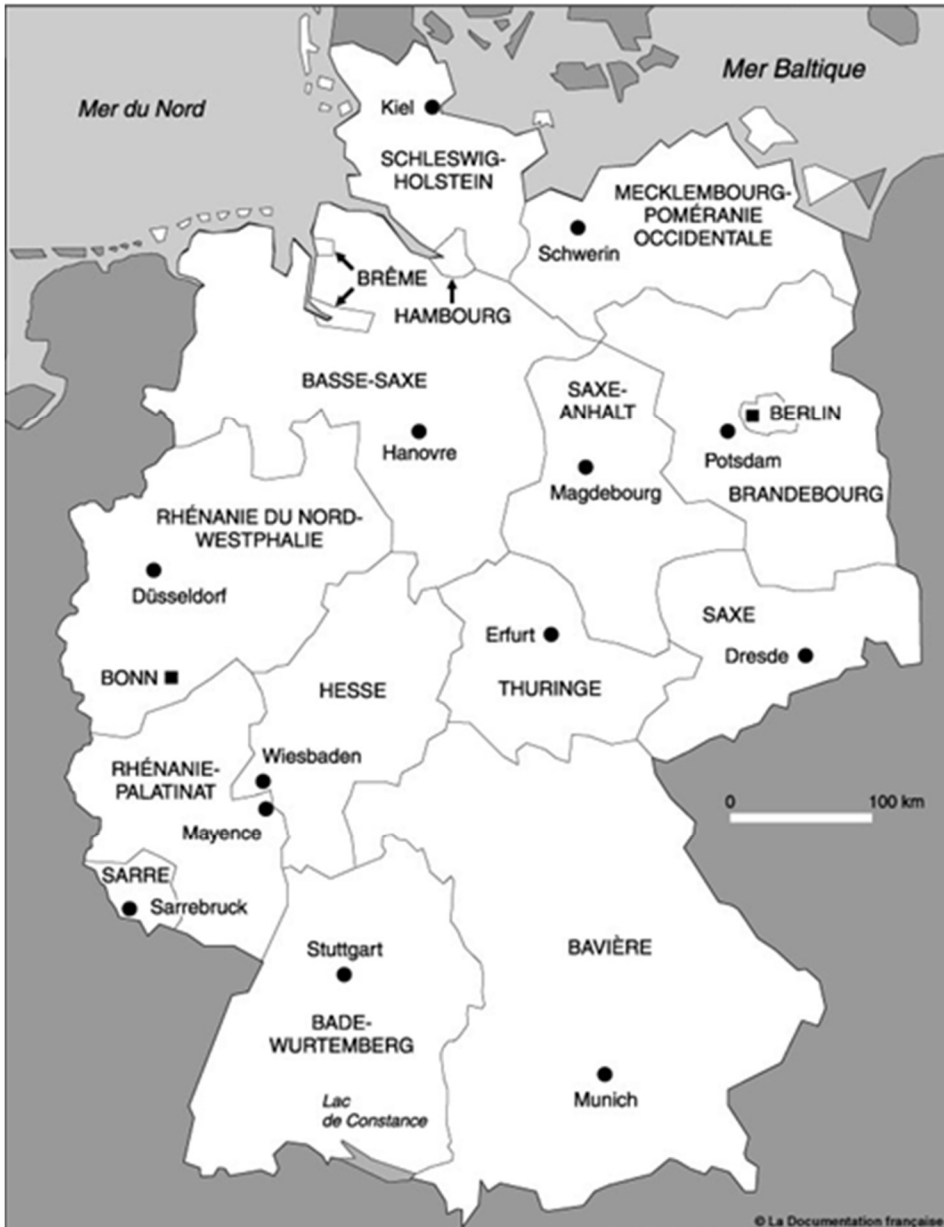 Mer Baltique
Mer du Nord
Kiel
SCHLESWIG-
HOLSTEIN
MECKLEMBOURG-
POMÉRANIE
OCCIDENTALE
Schwerin
BRÊME
HAMBOURG
BASSE-SAXE
SAXE-
ANHALT
BERLIN
Hanovre
Potsdam
Magdebourg
BRANDEBOURG
RHÉNANIE DU NORD-
WESTPHALIE
Düsseldorf
SAXE
Erfurt
Dresde
BONN
HESSE
THURINGE
Wiesbaden
RHÉNANIE-
PALATINAT
0 100 km
Mayence
SARRE
Sarrebruck
Stuttgart
BAVIÈRE
BADE-
WURTEMBERG
Munich
Lac
de Constance
© La Documentation française